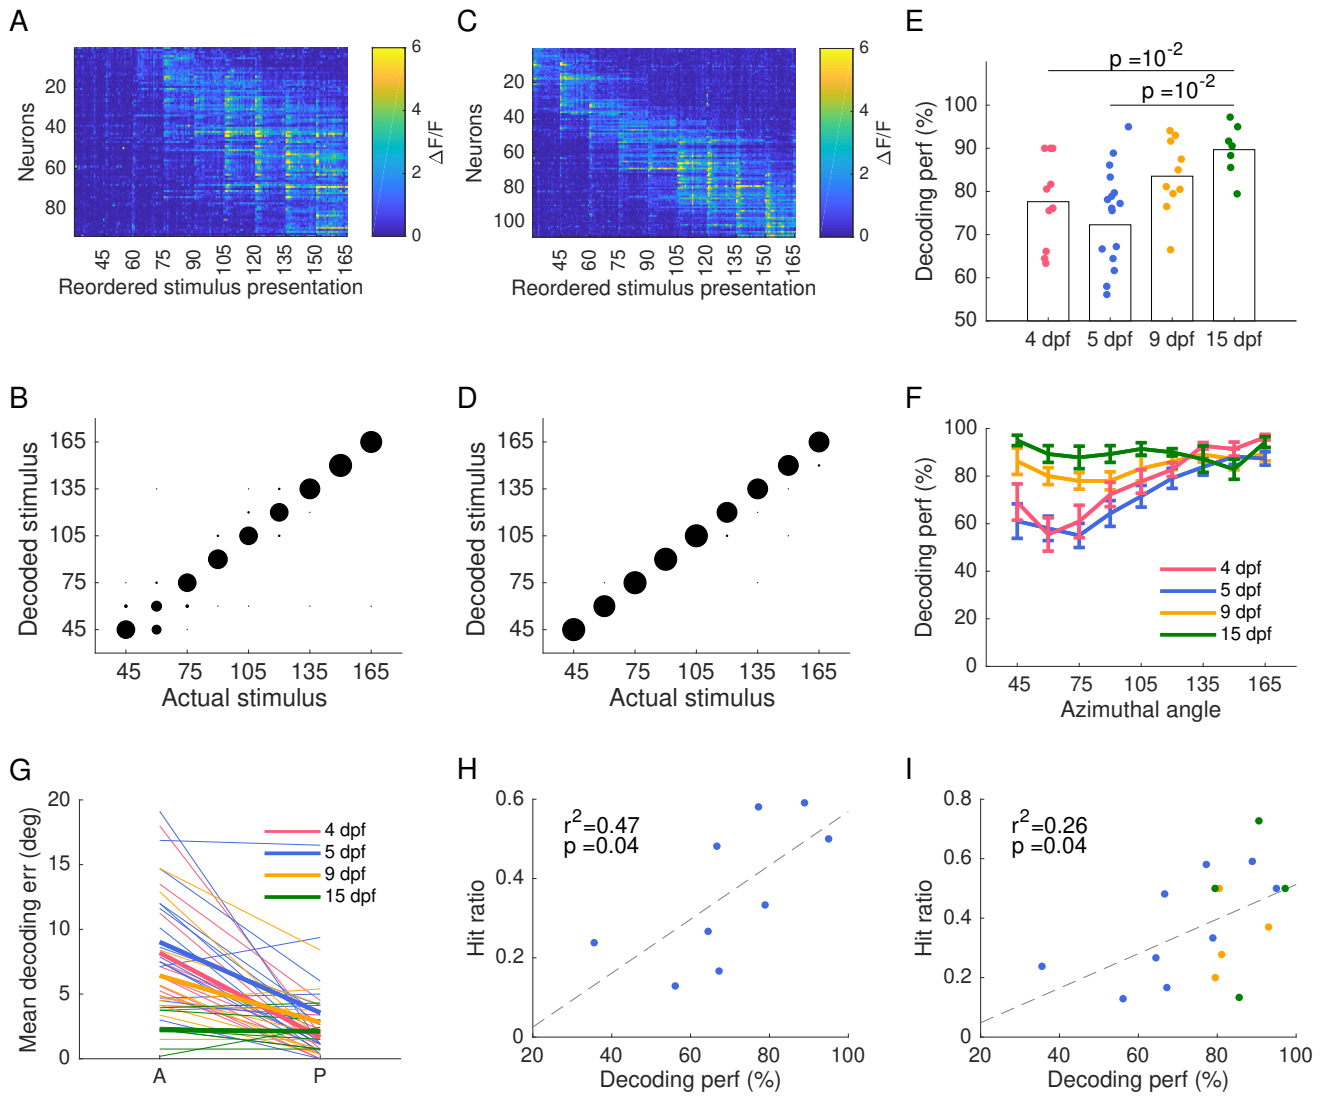 A
Neurons
20
40
60
80
45 60 75 90 105 120 135 150 165
Reordered stimulus presentation
6
4
2
0
ΔF/F
C
Neurons
20
40
60
80
100
45 60 75 90 105 120 135 150 165
Reordered stimulus presentation
6
4
2
0
ΔF/F
E
p =10-2
p =10-2
Decoding perf (%)
100
90
80
70
60
50
4 dpf 5 dpf 9 dpf 15 dpf
B
Decoded stimulus
165
135
105
75
45
45 75 105 135 165
Actual stimulus
D
Decoded stimulus
165
135
105
75
45
45 75 105 135 165
Actual stimulus
F
Decoding perf (%)
100
80
60
40
20
0
4 dpf
5 dpf
9 dpf
15 dpf
45 75 105 135 165
Azimuthal angle
G
Mean decoding err (deg)
20
15
10
5
0
4 dpf
5 dpf
9 dpf
15 dpf
A P
H
Hit ratio
0.6
0.4
0.2
0
r2=0.47
p =0.04
20 40 60 80 100
Decoding perf (%)
I
Hit ratio
0.8
0.6
0.4
0.2
0
r2=0.26
p =0.04
20 40 60 80 100
Decoding perf (%)